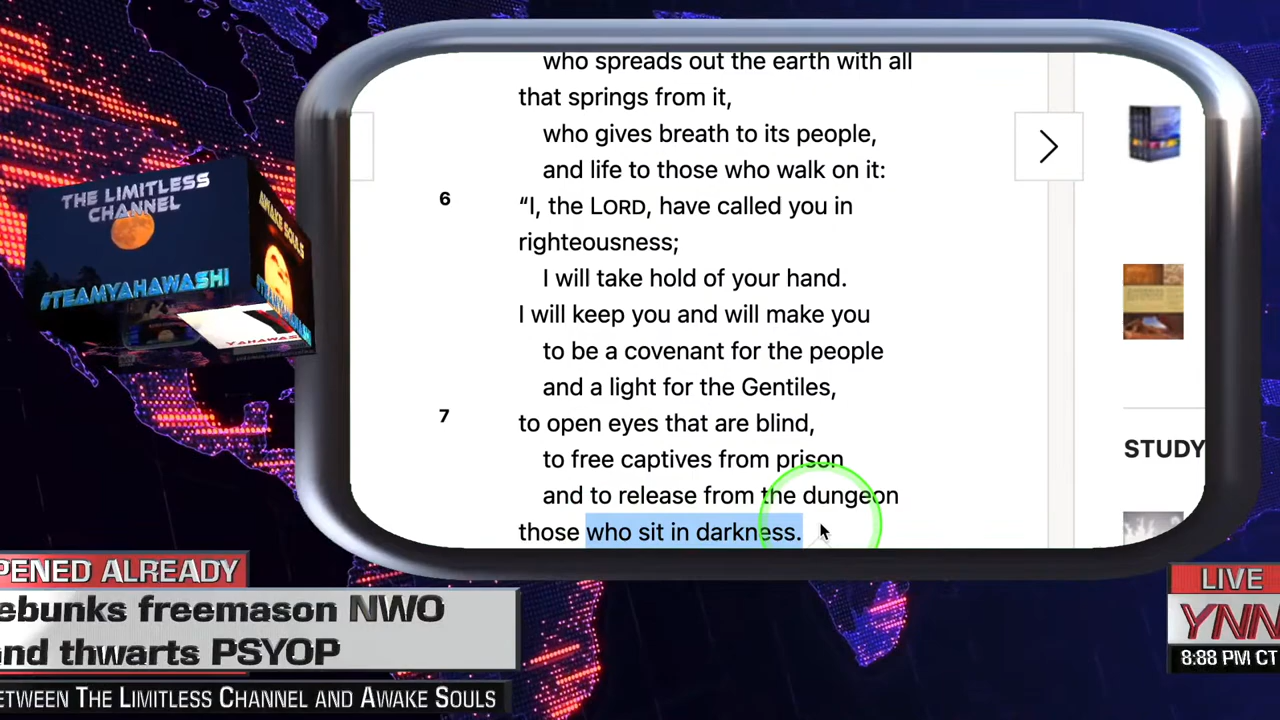 who spreads out the earth with all
that springs from it,
who gives breath to its people,
and life to those who walk on it:
6 “I, the LORD, have called you in
righteousness;
I will take hold of your hand.
I will keep you and will make you
to be a covenant for the people
and a light for the Gentiles,
7 to open eyes that are blind,
to free captives from prison
and to release from the dungeon
those who sit in darkness.
STUDY
THE LIMITLESS
CHANNEL
#TEAMYAHAWASHI
AWAKE SOULS
#TEAMYAHAWASHI
YAHAWAS
PENED ALREADY
ebunks freemason NWO
nd thwarts PSYOP
ETWEEN THE LIMITLESS CHANNEL AND AWAKE SOULS
LIVE
YNN
8:88 PM CT